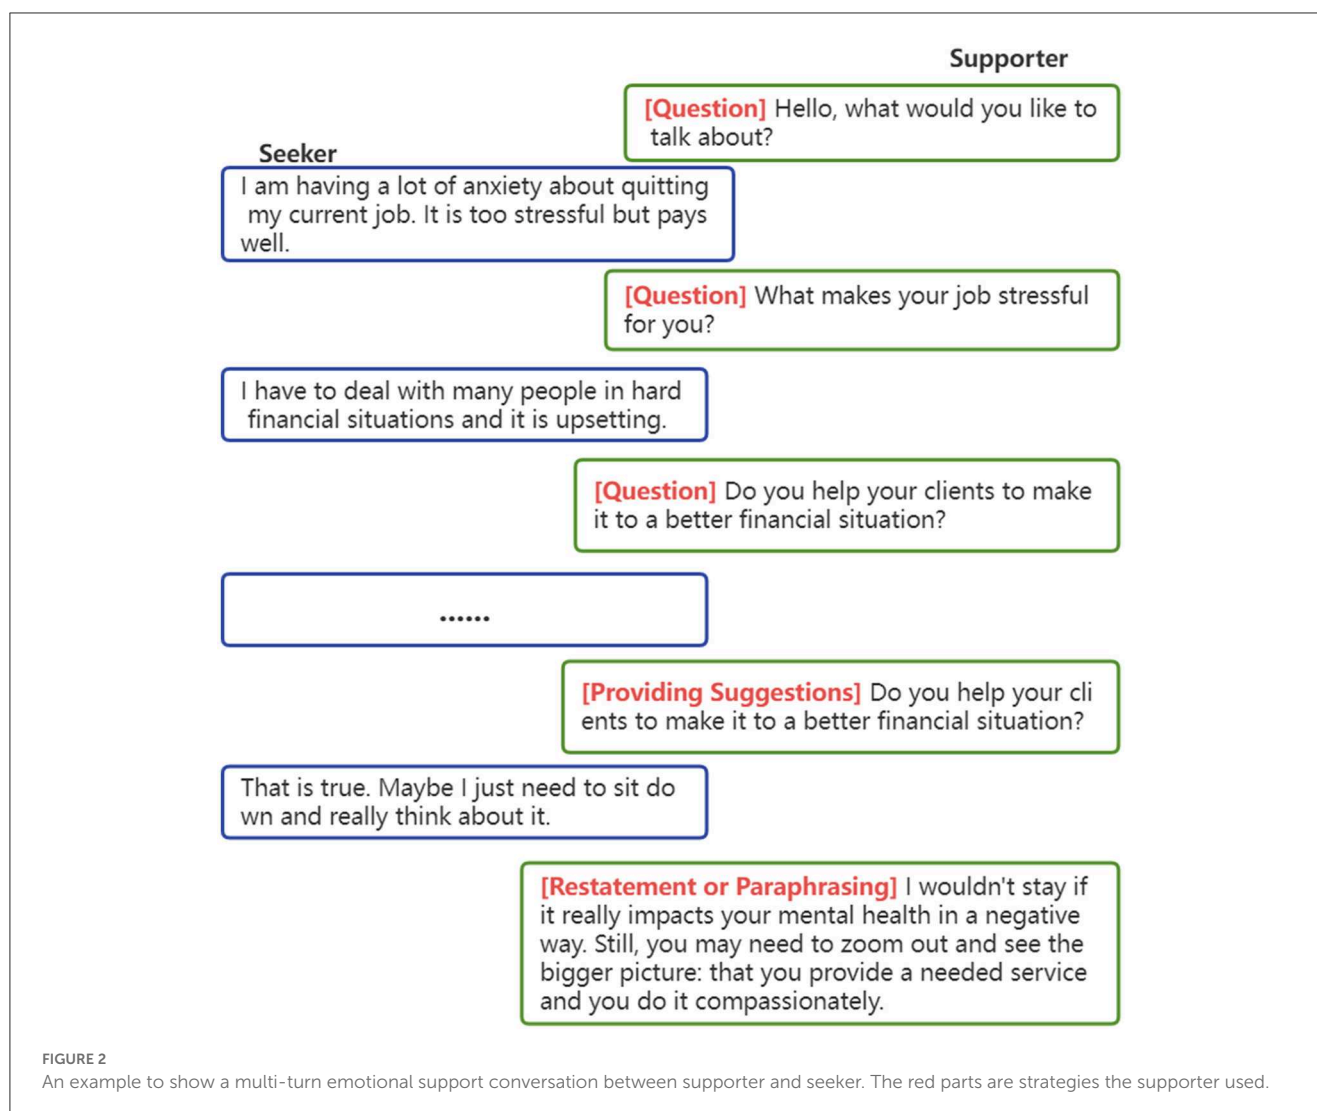 Supporter
[Question] Hello, what would you like to
talk about?
Seeker
I am having a lot of anxiety about quitting
my current job. It is too stressful but pays
well.
[Question] What makes your job stressful
for you?
I have to deal with many people in hard
financial situations and it is upsetting.
[Question] Do you help your clients to make
it to a better financial situation?
......
[Providing Suggestions] Do you help your cli
ents to make it to a better financial situation?
That is true. Maybe I just need to sit do
wn and really think about it.
[Restatement or Paraphrasing] I wouldn't stay if
it really impacts your mental health in a negative
way. Still, you may need to zoom out and see the
bigger picture: that you provide a needed service
and you do it compassionately.
FIGURE 2
An example to show a multi-turn emotional support conversation between supporter and seeker. The red parts are strategies the supporter used.